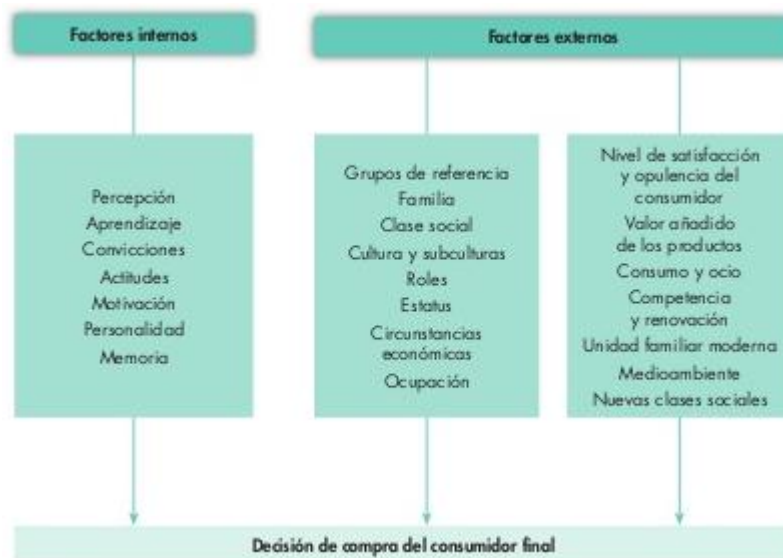 Factores internos
Factores externos
Percepción
Aprendizaje
Convicciones
Actitudes
Motivación
Personalidad
Memoria
Grupos de referencia
Familia
Clase social
Cultura y subculturas
Roles
Estatus
Circunstancias
económicas
Ocupación
Nivel de satisfacción
y opulencia del
consumidor
Valor añadido
de los productos
Consumo y ocio
Competencia
y renovación
Unidad familiar moderna
Medioambiente
Nuevas clases sociales
Decisión de compra del consumidor final